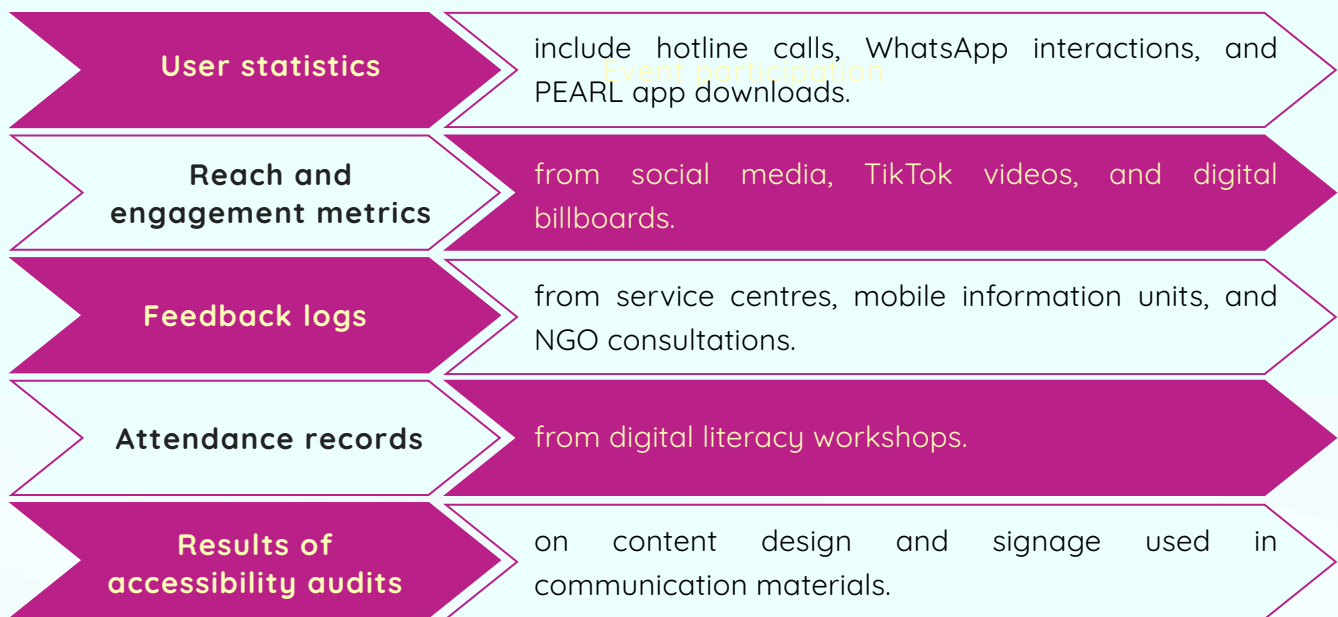 User statistics
include hotline calls, WhatsApp interactions, and
Event participation
PEARL app downloads.
Reach and
engagement metrics
from social media, TikTok videos, and digital
billboards.
Feedback logs
from service centres, mobile information units, and
NGO consultations.
Attendance records
from digital literacy workshops.
Results of
accessibility audits
on content design and signage used in
communication materials.